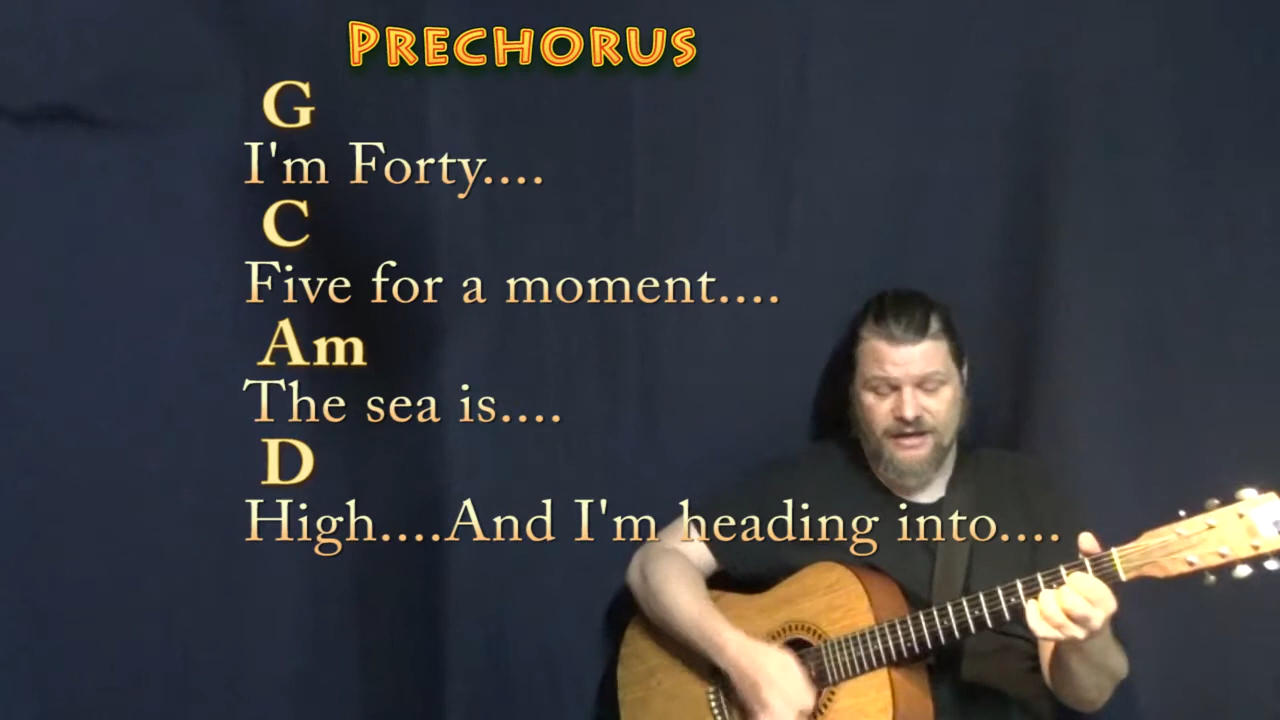 PRECHORUS
G
I'm Forty....
C
Five for a moment....
Am
The sea is....
D
High....And I'm heading into....